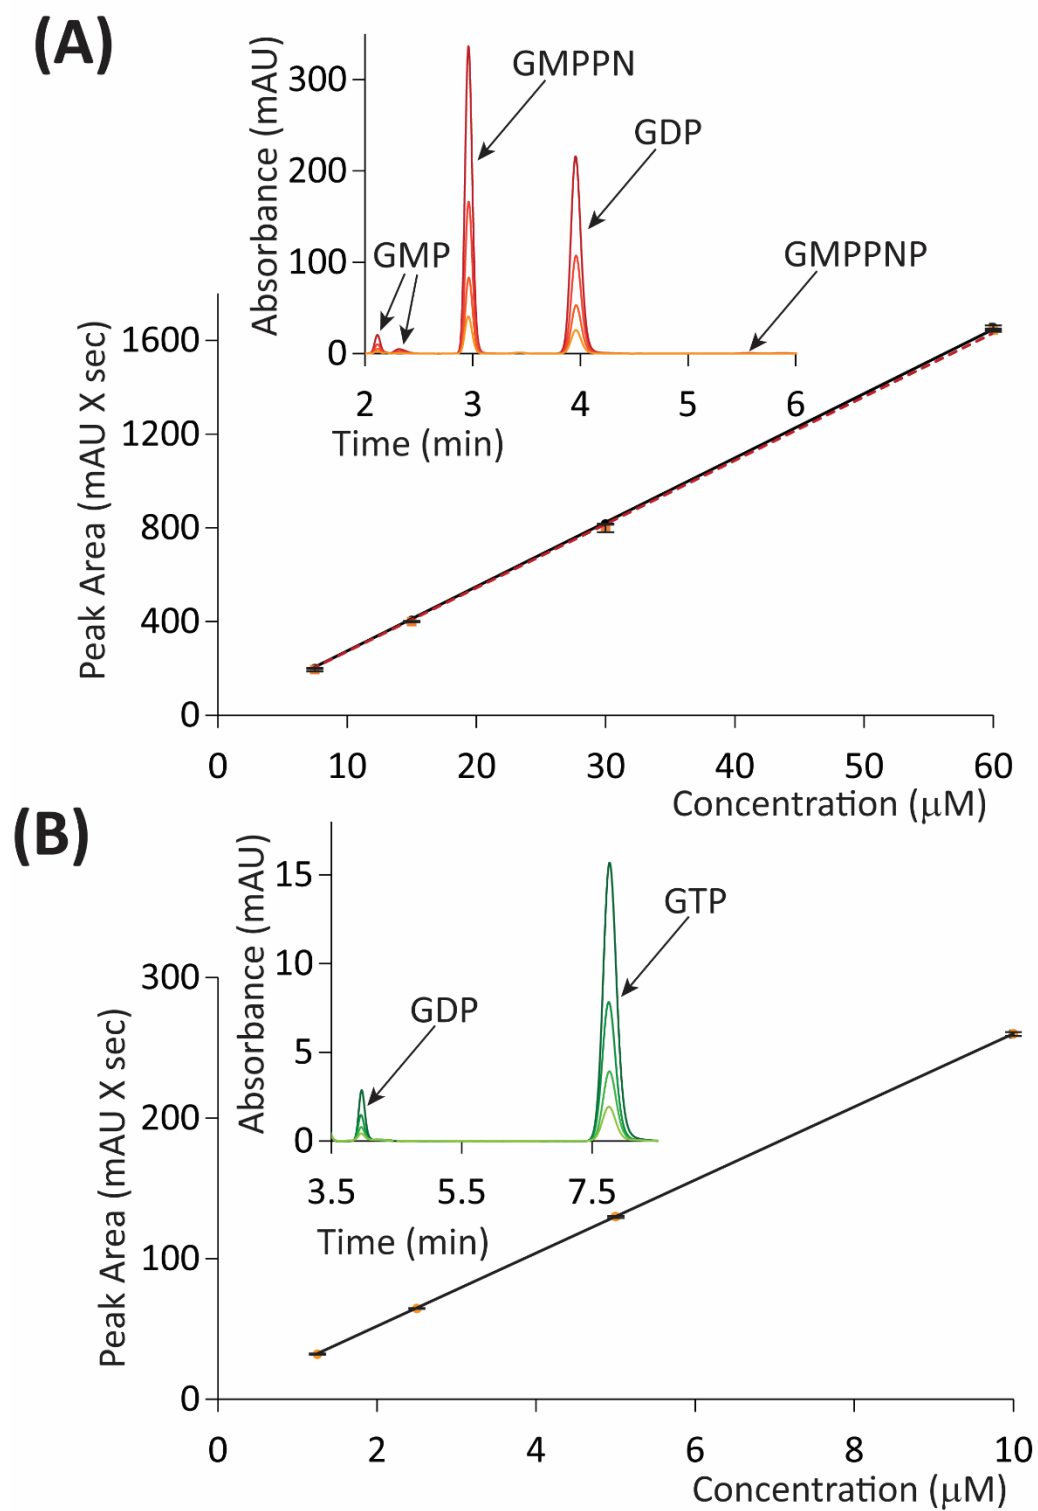 (A)
Absorbance (mAU)
300
200
100
0
GMPPN
GDP
GMP
GMPPNP
2 3 4 5 6
Time (min)
Peak Area (mAU X sec)
1600
1200
800
400
0
0 10 20 30 40 50 60
Concentration (μM)
(B)
Absorbance (mAU)
15
10
5
0
GTP
GDP
3.5 5.5 7.5
Time (min)
Peak Area (mAU X sec)
300
200
100
0
0 2 4 6 8 10
Concentration (μM)